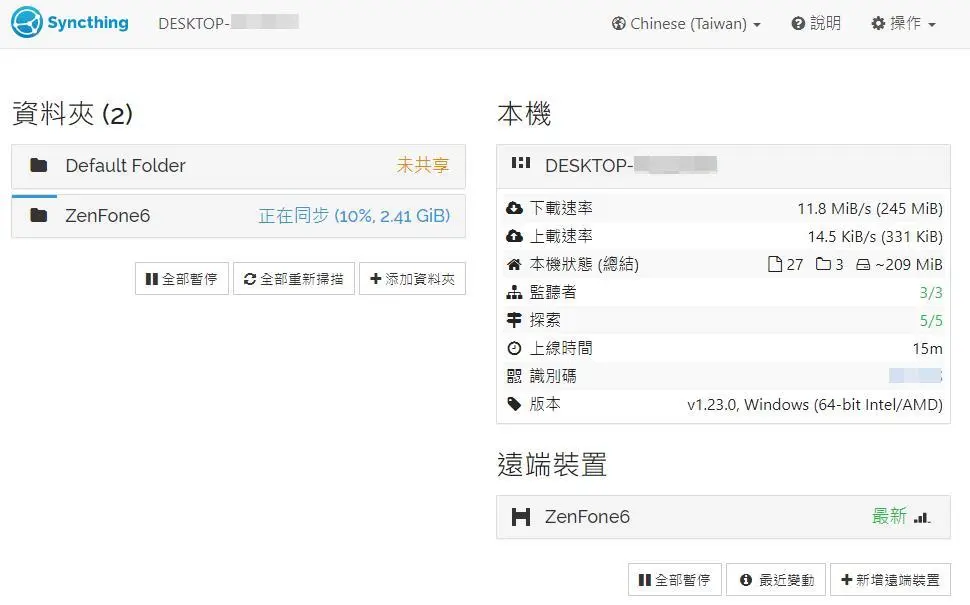 Syncthing DESKTOP- Chinese (Taiwan) 說明 操作
資料夾 (2)
Default Folder 未共享
ZenFone6 正在同步 (10%, 2.41 GiB)
全部暫停 全部重新掃描 添加資料夾
本機
DESKTOP-
下載速率 11.8 MiB/s (245 MiB)
上載速率 14.5 KiB/s (331 KiB)
本機狀態 (總結) 27 3 ~209 MiB
監聽者 3/3
探索 5/5
上線時間 15m
識別碼
版本 v1.23.0, Windows (64-bit Intel/AMD)
遠端裝置
ZenFone6 最新
全部暫停 最近變動 新增遠端裝置